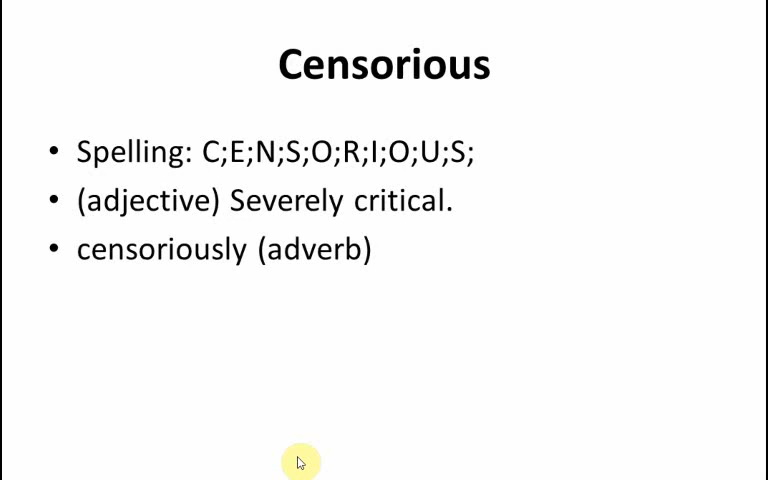 Censorious
• Spelling: C;E;N;S;O;R;I;O;U;S;
• (adjective) Severely critical.
• censoriously (adverb)